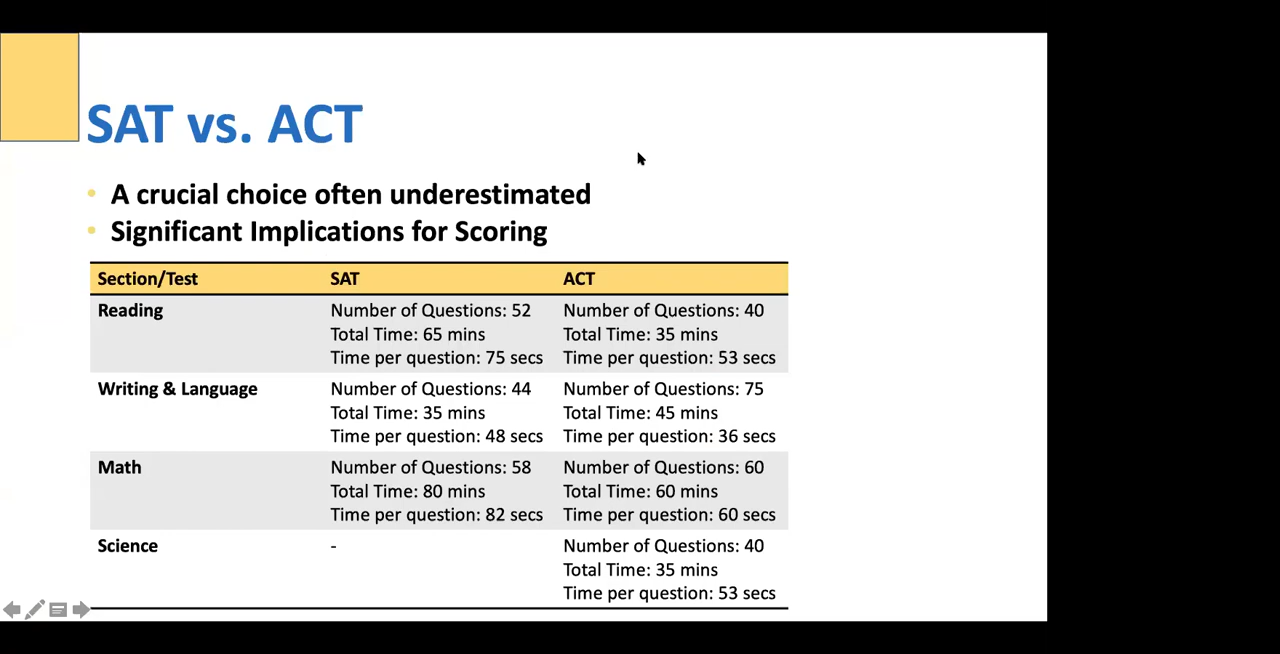 SAT vs. ACT
• A crucial choice often underestimated
• Significant Implications for Scoring
Section/Test SAT ACT
Reading Number of Questions: 52 Number of Questions: 40
Total Time: 65 mins Total Time: 35 mins
Time per question: 75 secs Time per question: 53 secs
Writing & Language Number of Questions: 44 Number of Questions: 75
Total Time: 35 mins Total Time: 45 mins
Time per question: 48 secs Time per question: 36 secs
Math Number of Questions: 58 Number of Questions: 60
Total Time: 80 mins Total Time: 60 mins
Time per question: 82 secs Time per question: 60 secs
Science - Number of Questions: 40
Total Time: 35 mins
Time per question: 53 secs